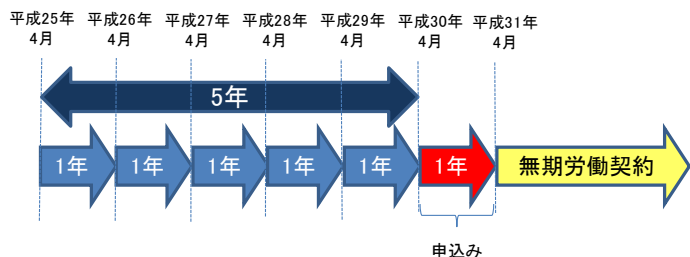 平成25年 平成26年 平成27年 平成28年 平成29年 平成30年 平成31年
4月 4月 4月 4月 4月 4月 4月
5年
1年 1年 1年 1年 1年 1年 無期労働契約
申込み